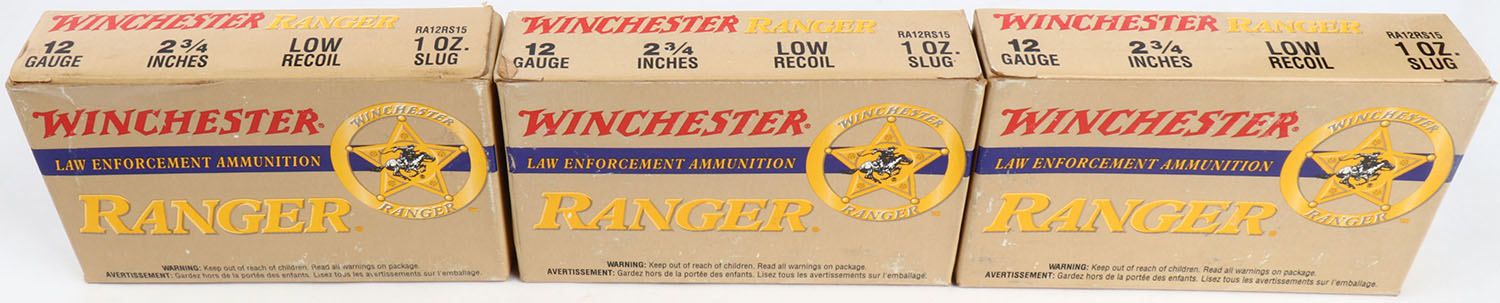 WINCHESTER RANGER
RA12RS15
12 2 3/4 LOW 1 OZ.
GAUGE INCHES RECOIL SLUG
WINCHESTER®
LAW ENFORCEMENT AMMUNITION
RANGER®
WINCHESTER
RANGER
™
WARNING: Keep out of reach of children. Read all warnings on package.
AVERTISSEMENT: Gardez hors de la portée des enfants. Lisez tous les avertissements sur l'emballage.
WINCHESTER RANGER
RA12RS15
12 2 3/4 LOW 1 OZ.
GAUGE INCHES RECOIL SLUG
WINCHESTER®
LAW ENFORCEMENT AMMUNITION
RANGER®
WINCHESTER
RANGER
™
WARNING: Keep out of reach of children. Read all warnings on package.
AVERTISSEMENT: Gardez hors de la portée des enfants. Lisez tous les avertissements sur l'emballage.
WINCHESTER RANGER
RA12RS15
12 2 3/4 LOW 1 OZ.
GAUGE INCHES RECOIL SLUG
WINCHESTER®
LAW ENFORCEMENT AMMUNITION
RANGER®
WINCHESTER
RANGER
™
WARNING: Keep out of reach of children. Read all warnings on package.
AVERTISSEMENT: Gardez hors de la portée des enfants. Lisez tous les avertissements sur l'emballage.